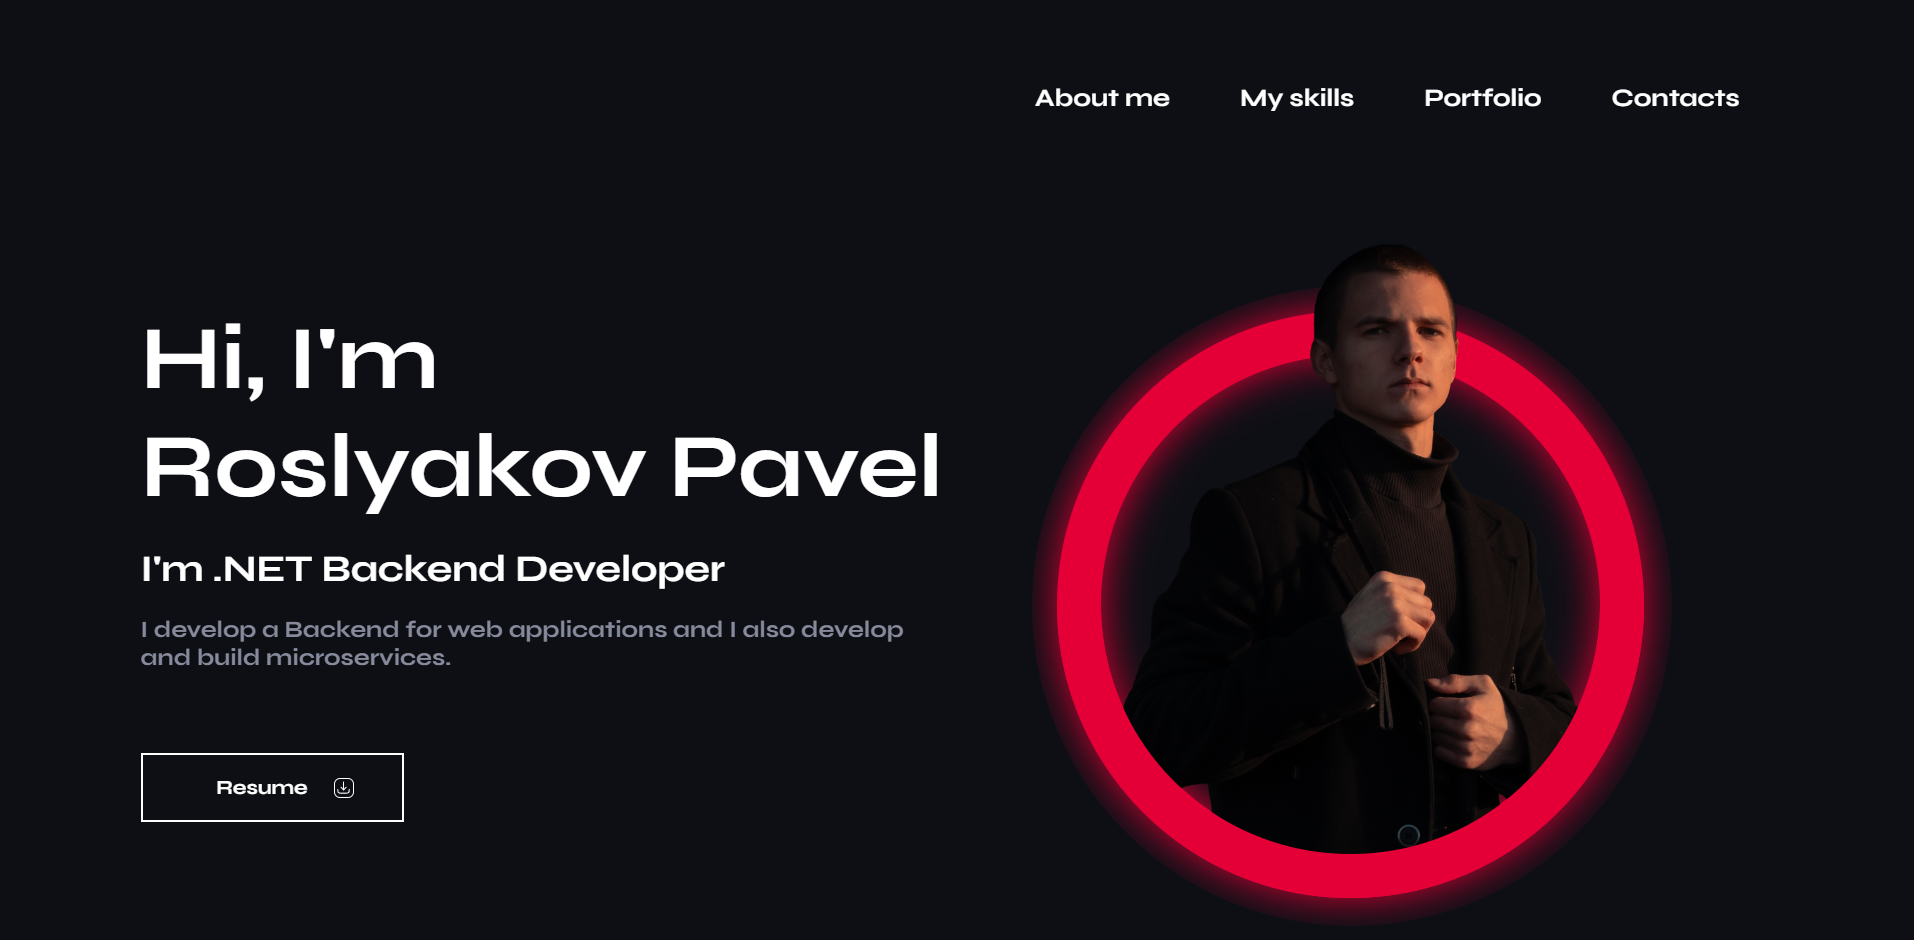 About me My skills Portfolio Contacts
Hi, I'm
Roslyakov Pavel
I'm .NET Backend Developer
I develop a Backend for web applications and I also develop
and build microservices.
Resume